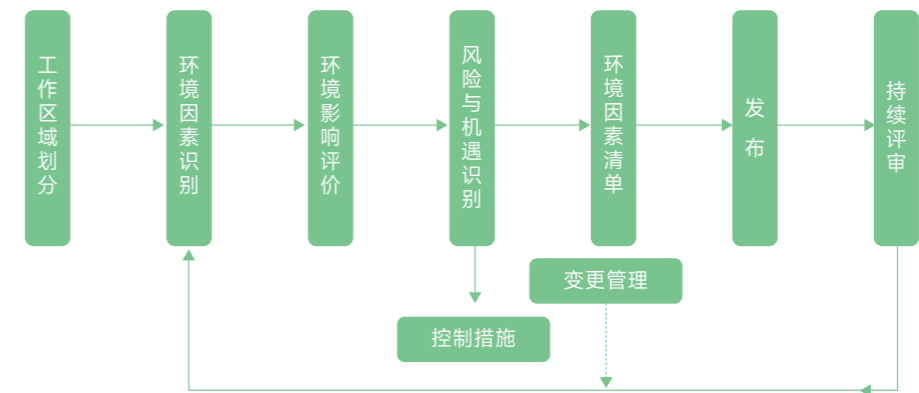 工作区域划分
环境因素识别
环境影响评价
风险与机遇识别
环境因素清单
发布
持续评审
变更管理
控制措施